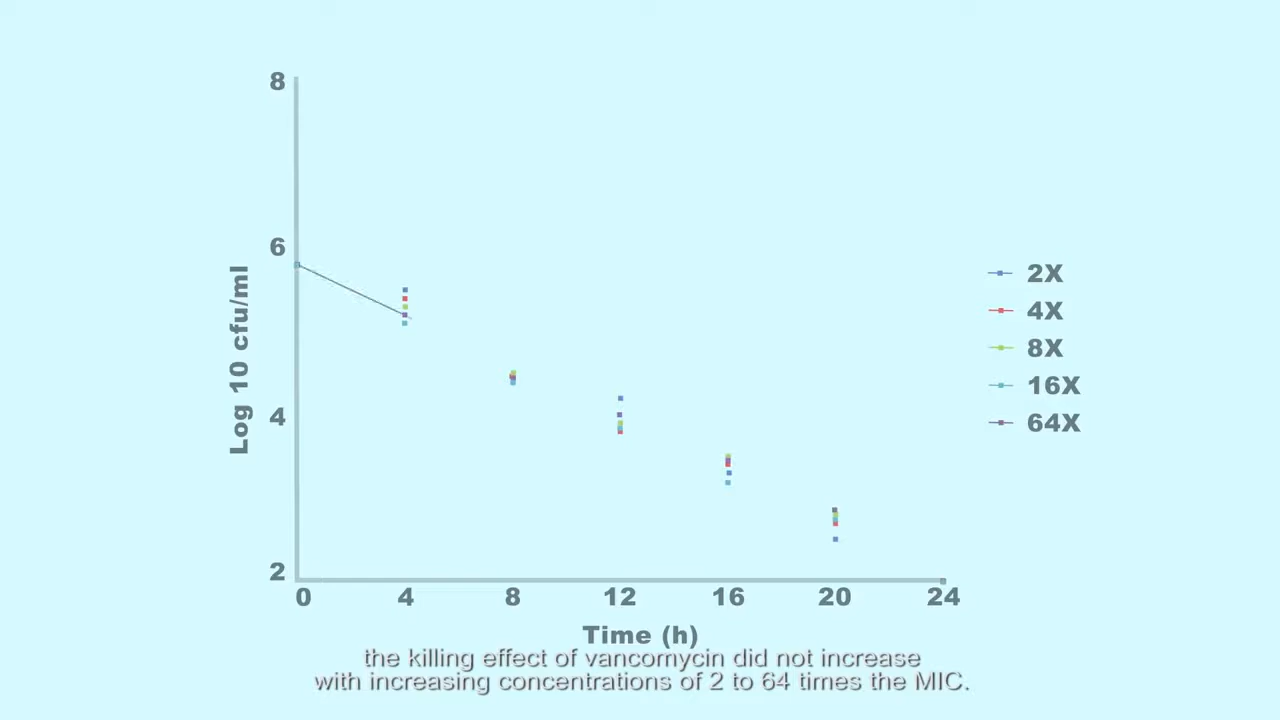 8
6
4
2
Log 10 cfu/ml
0 4 8 12 16 20 24
Time (h)
2X
4X
8X
16X
64X
the killing effect of vancomycin did not increase
with increasing concentrations of 2 to 64 times the MIC.